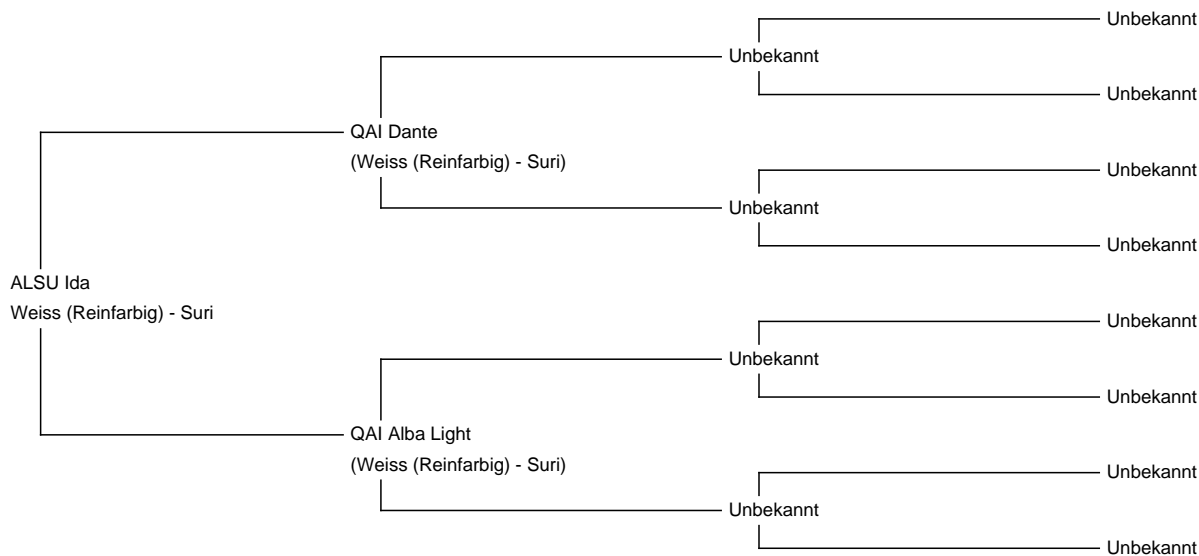 Unbekannt
Unbekannt
Unbekannt
QAI Dante
(Weiss (Reinfarbig) - Suri)
Unbekannt
Unbekannt
Unbekannt
ALSU Ida
Weiss (Reinfarbig) - Suri
Unbekannt
Unbekannt
Unbekannt
QAI Alba Light
(Weiss (Reinfarbig) - Suri)
Unbekannt
Unbekannt
Unbekannt